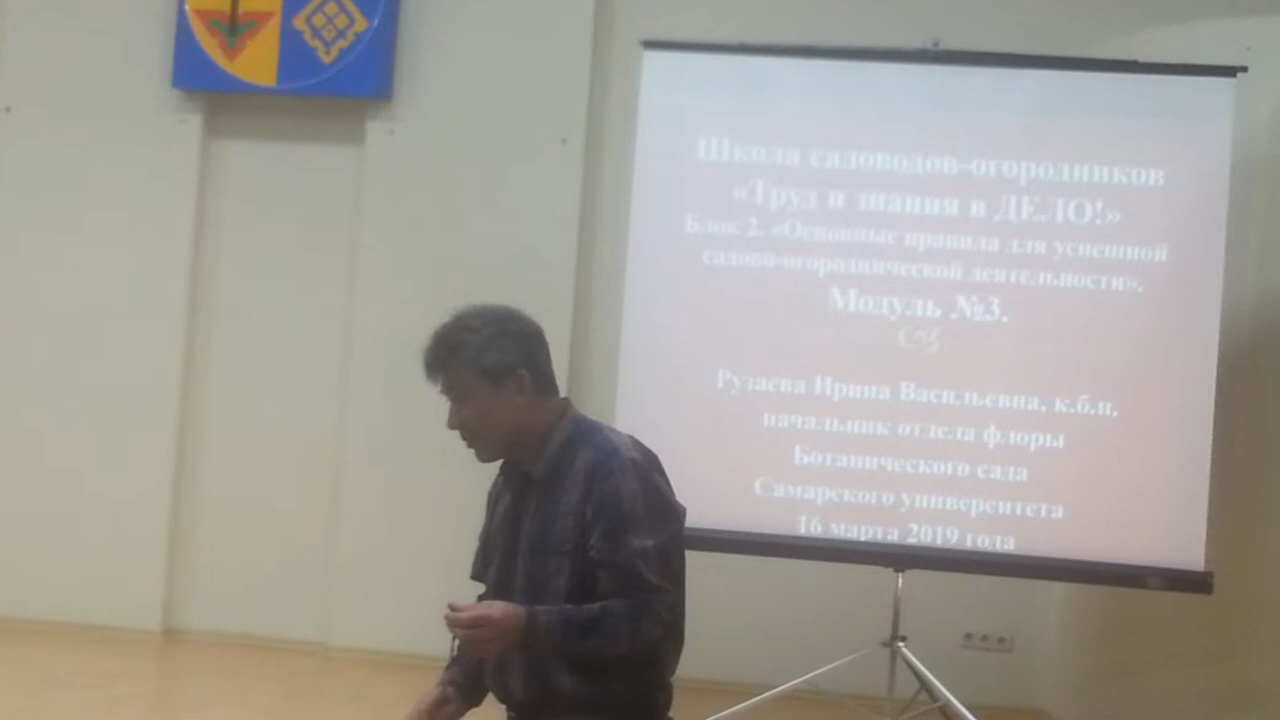 Школа садоводов-огородников
«Труд и знания в ДЕЛО!»
Блок 2. «Основные правила для успешной
садово-огороднической деятельности».
Модуль №3.
Рузаева Ирина Васильевна, к.б.н.
начальник отдела флоры
Ботанического сада
Самарского университета
16 марта 2019 года